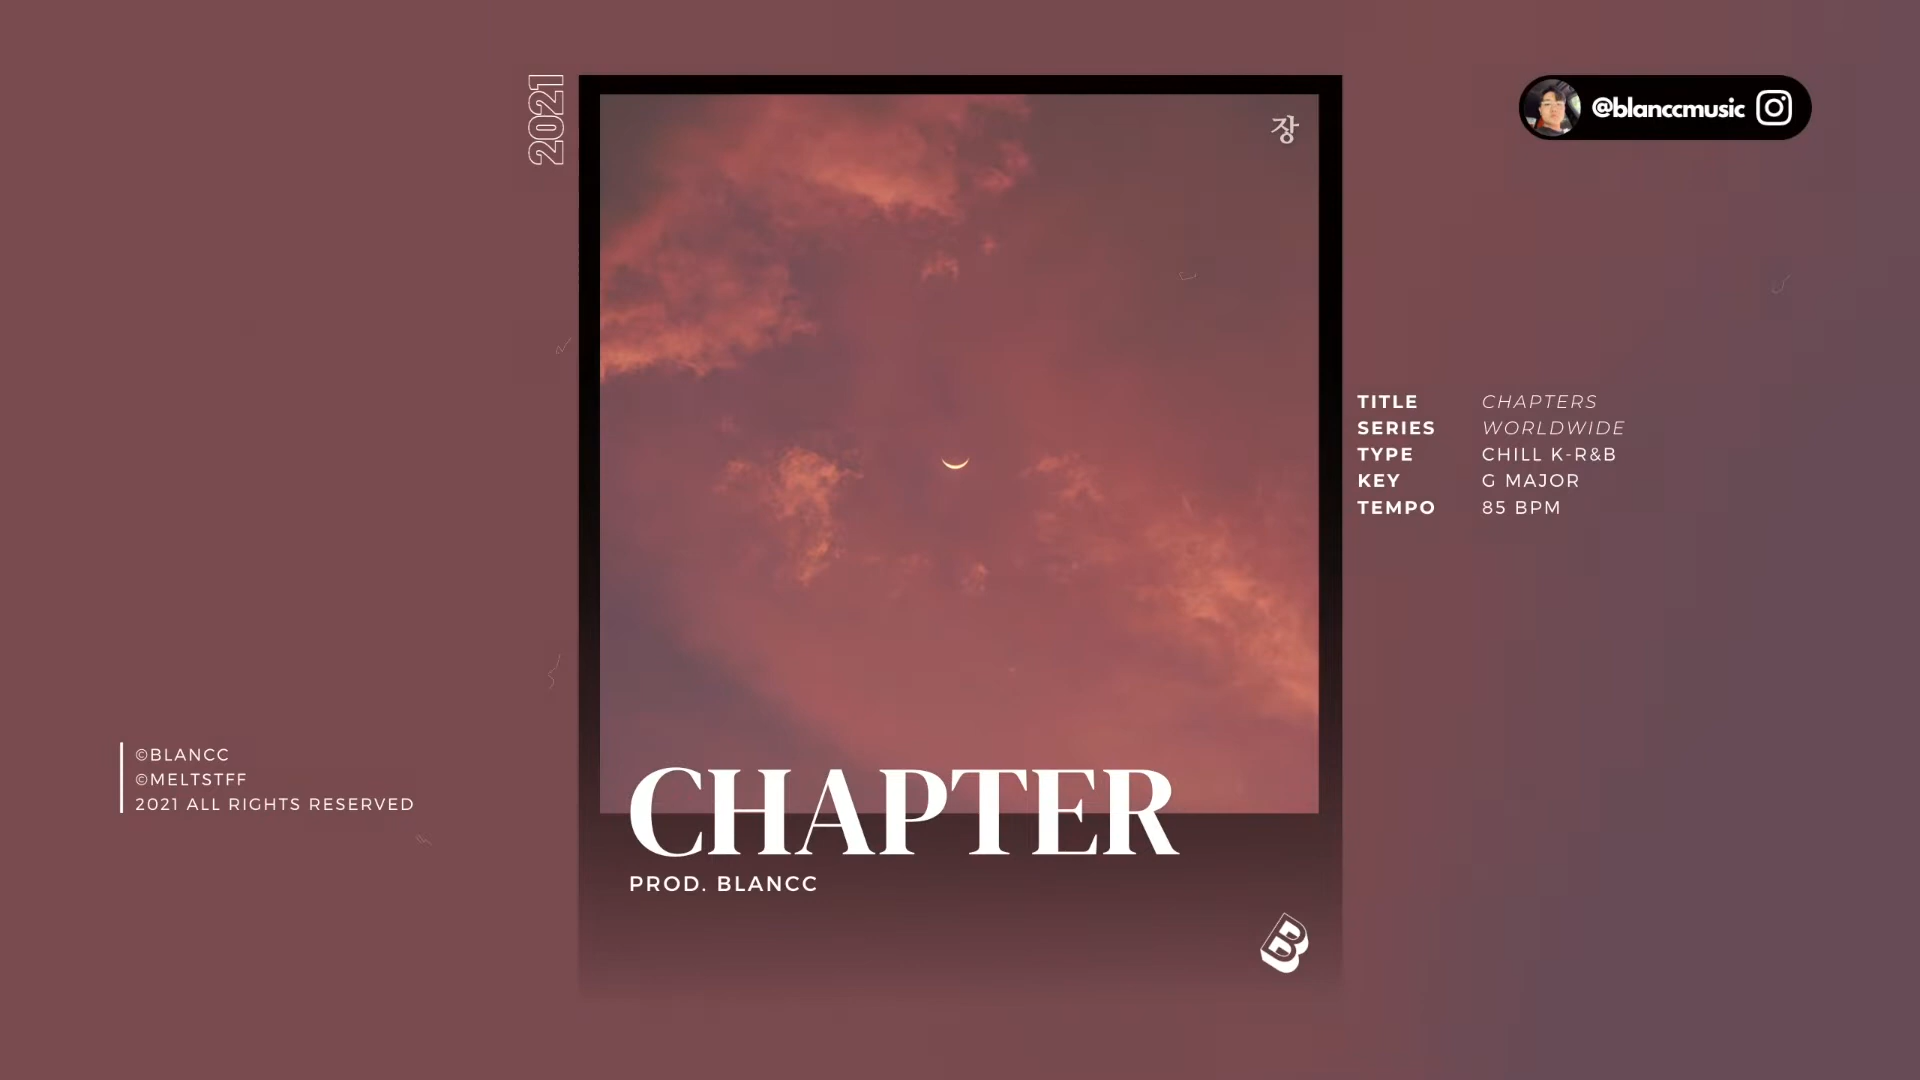 2021
장
@blanccmusic
TITLE CHAPTERS
SERIES WORLDWIDE
TYPE CHILL K-R&B
KEY G MAJOR
TEMPO 85 BPM
©BLANCC
©MELTSTFF
2021 ALL RIGHTS RESERVED
CHAPTER
PROD. BLANCC
B